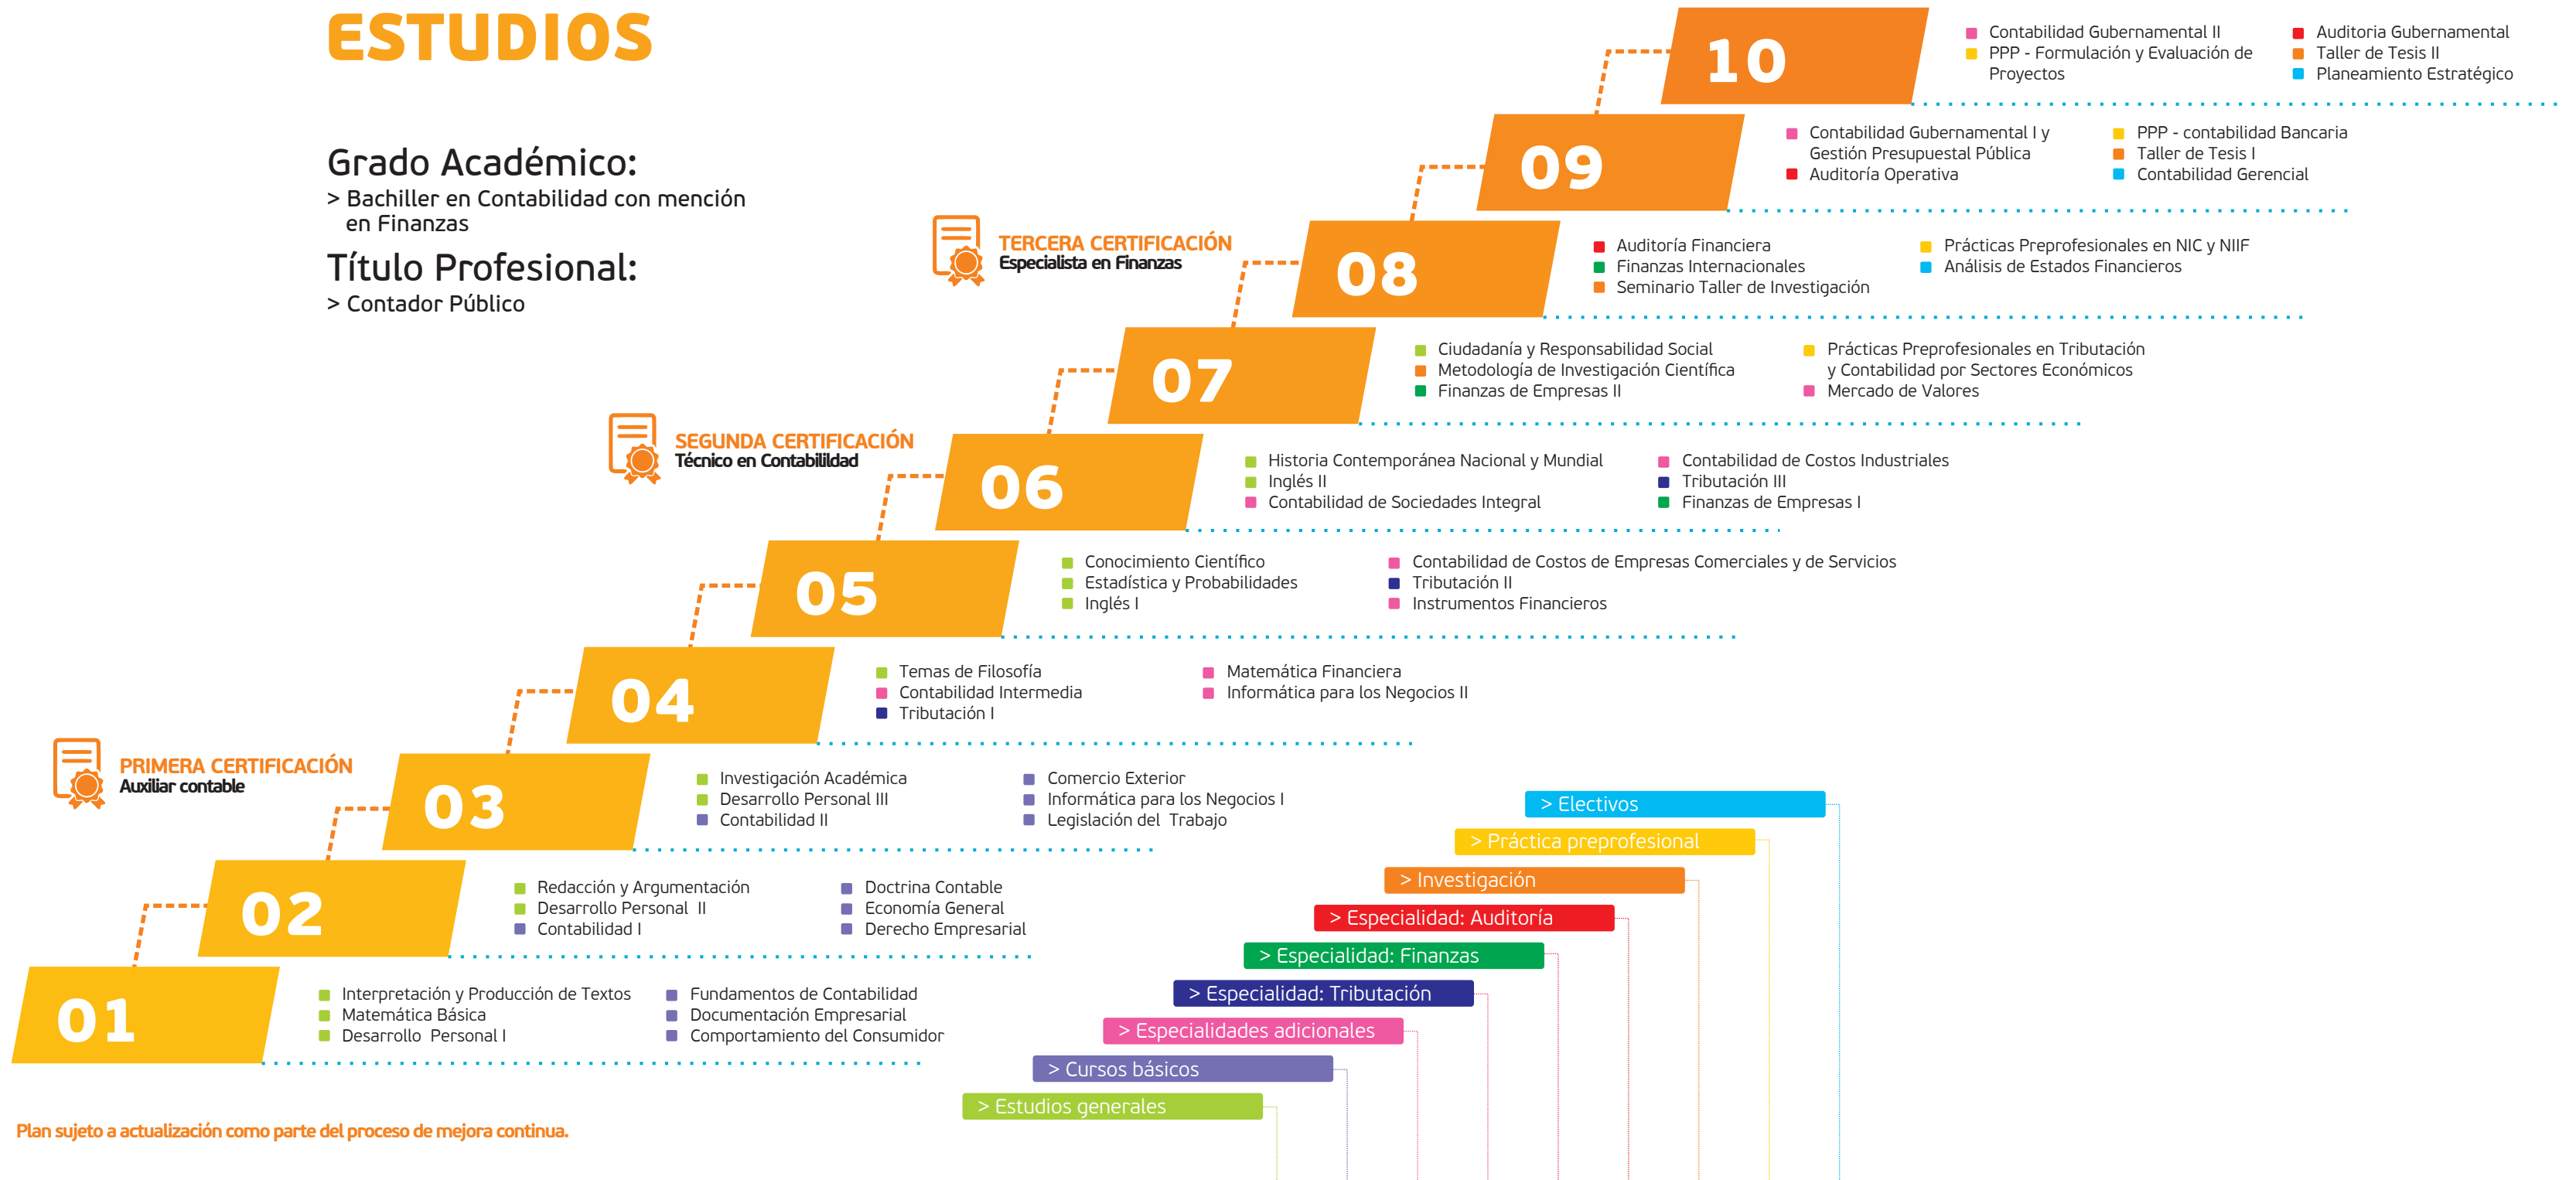 ESTUDIOS
Grado Académico:
> Bachiller en Contabilidad con mención
en Finanzas
Título Profesional:
> Contador Público
10
Contabilidad Gubernamental II
PPP - Formulación y Evaluación de
Proyectos
Auditoria Gubernamental
Taller de Tesis II
Planeamiento Estratégico
09
Contabilidad Gubernamental I y
Gestión Presupuestal Pública
Auditoría Operativa
PPP - contabilidad Bancaria
Taller de Tesis I
Contabilidad Gerencial
TERCERA CERTIFICACIÓN
Especialista en Finanzas
08
Auditoría Financiera
Finanzas Internacionales
Seminario Taller de Investigación
Prácticas Preprofesionales en NIC y NIIF
Análisis de Estados Financieros
07
Ciudadanía y Responsabilidad Social
Metodología de Investigación Científica
Finanzas de Empresas II
Prácticas Preprofesionales en Tributación
y Contabilidad por Sectores Económicos
Mercado de Valores
SEGUNDA CERTIFICACIÓN
Técnico en Contabilildad
06
Historia Contemporánea Nacional y Mundial
Inglés II
Contabilidad de Sociedades Integral
Contabilidad de Costos Industriales
Tributación III
Finanzas de Empresas I
05
Conocimiento Científico
Estadística y Probabilidades
Inglés I
Contabilidad de Costos de Empresas Comerciales y de Servicios
Tributación II
Instrumentos Financieros
04
Temas de Filosofía
Contabilidad Intermedia
Tributación I
Matemática Financiera
Informática para los Negocios II
PRIMERA CERTIFICACIÓN
Auxiliar contable
03
Investigación Académica
Desarrollo Personal III
Contabilidad II
Comercio Exterior
Informática para los Negocios I
Legislación del Trabajo
02
Redacción y Argumentación
Desarrollo Personal II
Contabilidad I
Doctrina Contable
Economía General
Derecho Empresarial
01
Interpretación y Producción de Textos
Matemática Básica
Desarrollo Personal I
Fundamentos de Contabilidad
Documentación Empresarial
Comportamiento del Consumidor
> Electivos
> Práctica preprofesional
> Investigación
> Especialidad: Auditoría
> Especialidad: Finanzas
> Especialidad: Tributación
> Especialidades adicionales
> Cursos básicos
> Estudios generales
Plan sujeto a actualización como parte del proceso de mejora continua.